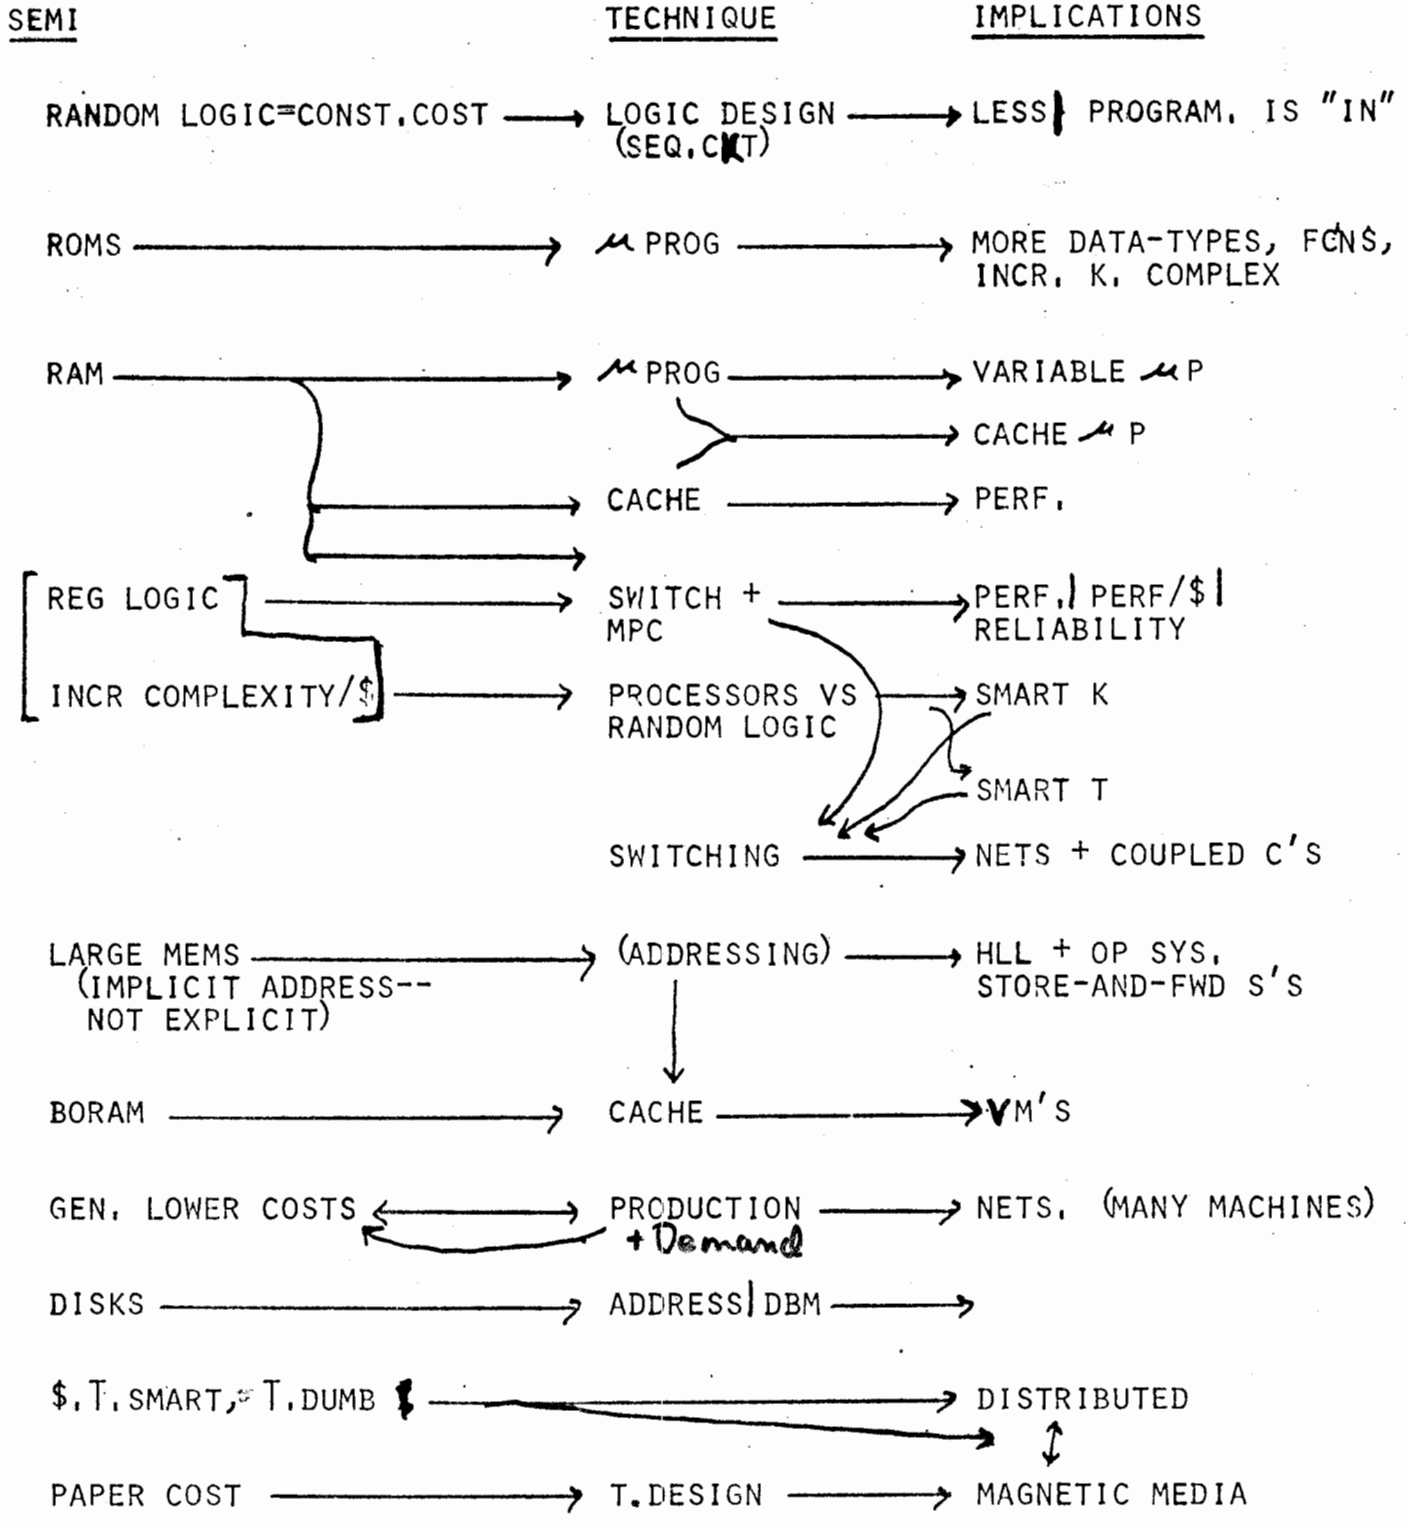 SEMI TECHNIQUE IMPLICATIONS
RANDOM LOGIC=CONST.COST LOGIC DESIGN LESS| PROGRAM. IS "IN"
(SEQ.CKT)
ROMS μ PROG MORE DATA-TYPES, FCNS,
INCR. K. COMPLEX
RAM μ PROG VARIABLE μ P
CACHE μ P
CACHE PERF.
REG LOGIC SWITCH + PERF.| PERF/$|
MPC RELIABILITY
INCR COMPLEXITY/$ PROCESSORS VS SMART K
RANDOM LOGIC
SMART T
SWITCHING NETS + COUPLED C'S
LARGE MEMS (ADDRESSING) HLL + OP SYS.
(IMPLICIT ADDRESS-- STORE-AND-FWD S'S
NOT EXPLICIT)
BORAM CACHE VM'S
GEN. LOWER COSTS PRODUCTION NETS. (MANY MACHINES)
+ Demand
DISKS ADDRESS|DBM
$.T.SMART,= T.DUMB DISTRIBUTED
PAPER COST T.DESIGN MAGNETIC MEDIA